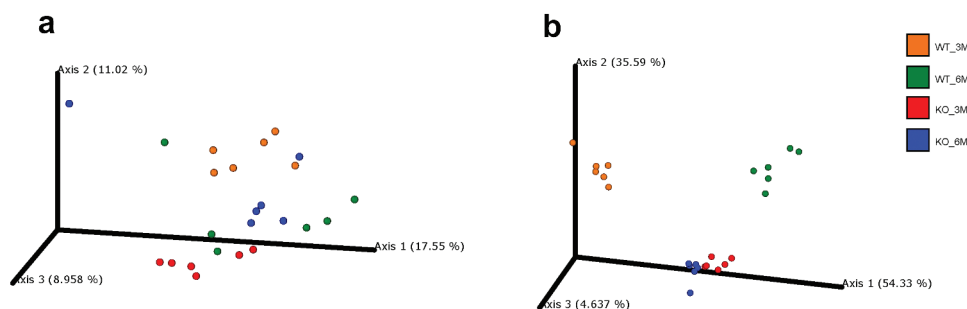 a
Axis 2 (11.02 %)
Axis 1 (17.55 %)
Axis 3 (8.958 %)
b
Axis 2 (35.59 %)
Axis 1 (54.33 %)
Axis 3 (4.637 %)
WT_3M
WT_6M
KO_3M
KO_6M